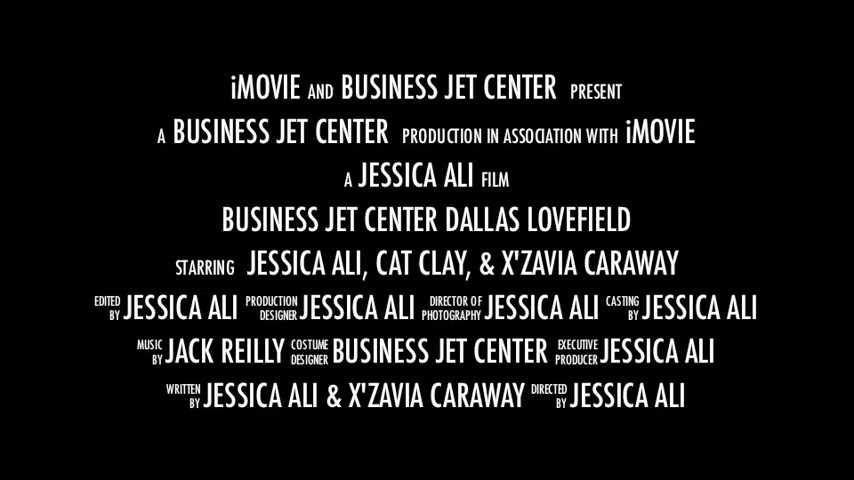 iMOVIE AND BUSINESS JET CENTER PRESENT
A BUSINESS JET CENTER PRODUCTION IN ASSOCIATION WITH iMOVIE
A JESSICA ALI FILM
BUSINESS JET CENTER DALLAS LOVEFIELD
STARRING JESSICA ALI, CAT CLAY, & X'ZAVIA CARAWAY
EDITED BY JESSICA ALI PRODUCTION DESIGNER JESSICA ALI DIRECTOR OF PHOTOGRAPHY JESSICA ALI CASTING BY JESSICA ALI
MUSIC BY JACK REILLY COSTUME DESIGNER BUSINESS JET CENTER EXECUTIVE PRODUCER JESSICA ALI
WRITTEN BY JESSICA ALI & X'ZAVIA CARAWAY DIRECTED BY JESSICA ALI